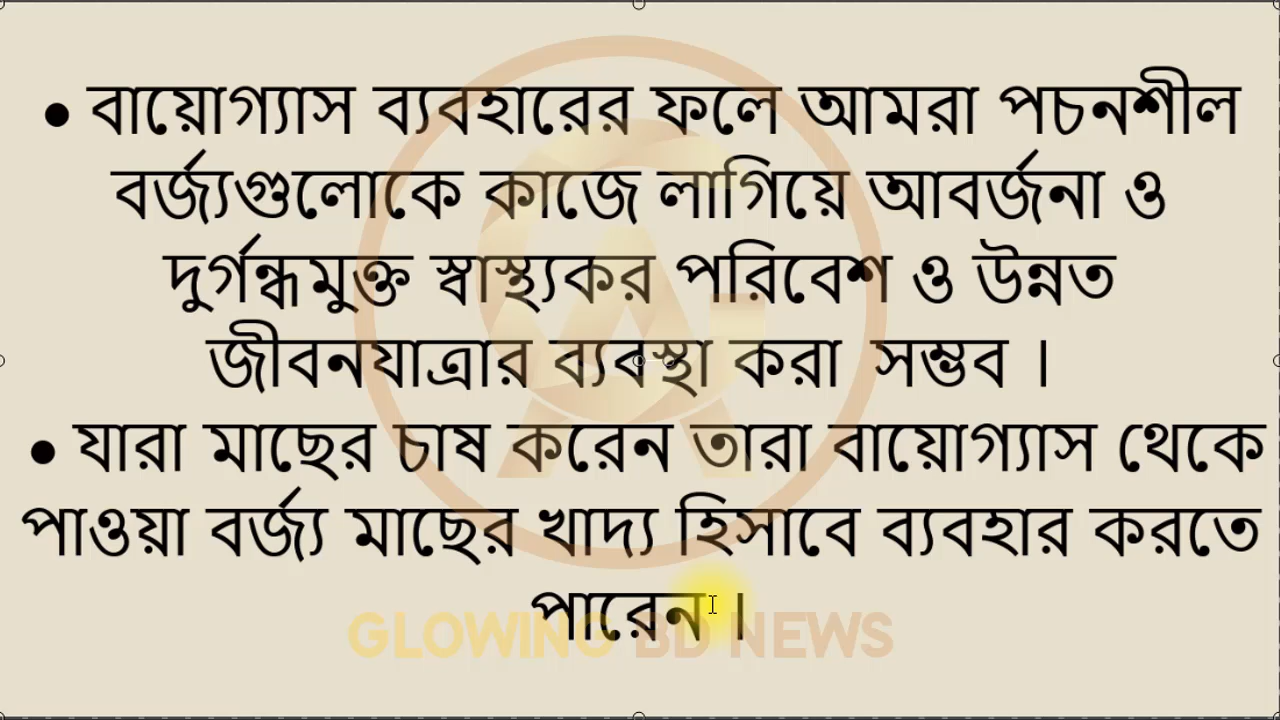 • বায়োগ্যাস ব্যবহারের ফলে আমরা পচনশীল
বর্জ্যগুলোকে কাজে লাগিয়ে আবর্জনা ও
দুর্গন্ধমুক্ত স্বাস্থ্যকর পরিবেশ ও উন্নত
জীবনযাত্রার ব্যবস্থা করা সম্ভব ।
• যারা মাছের চাষ করেন তারা বায়োগ্যাস থেকে
পাওয়া বর্জ্য মাছের খাদ্য হিসাবে ব্যবহার করতে
পারেন ।
GLOWING BD NEWS